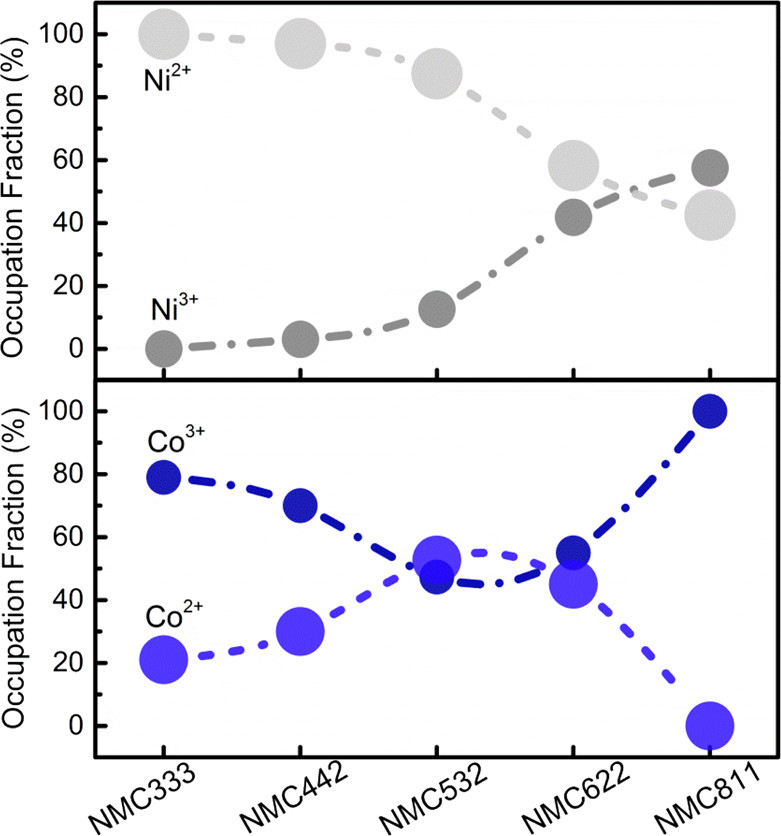 Occupation Fraction (%)
100
80
60
40
20
0
Ni²⁺
Ni³⁺
Occupation Fraction (%)
100
80
60
40
20
0
Co³⁺
Co²⁺
NMC333
NMC442
NMC532
NMC622
NMC811